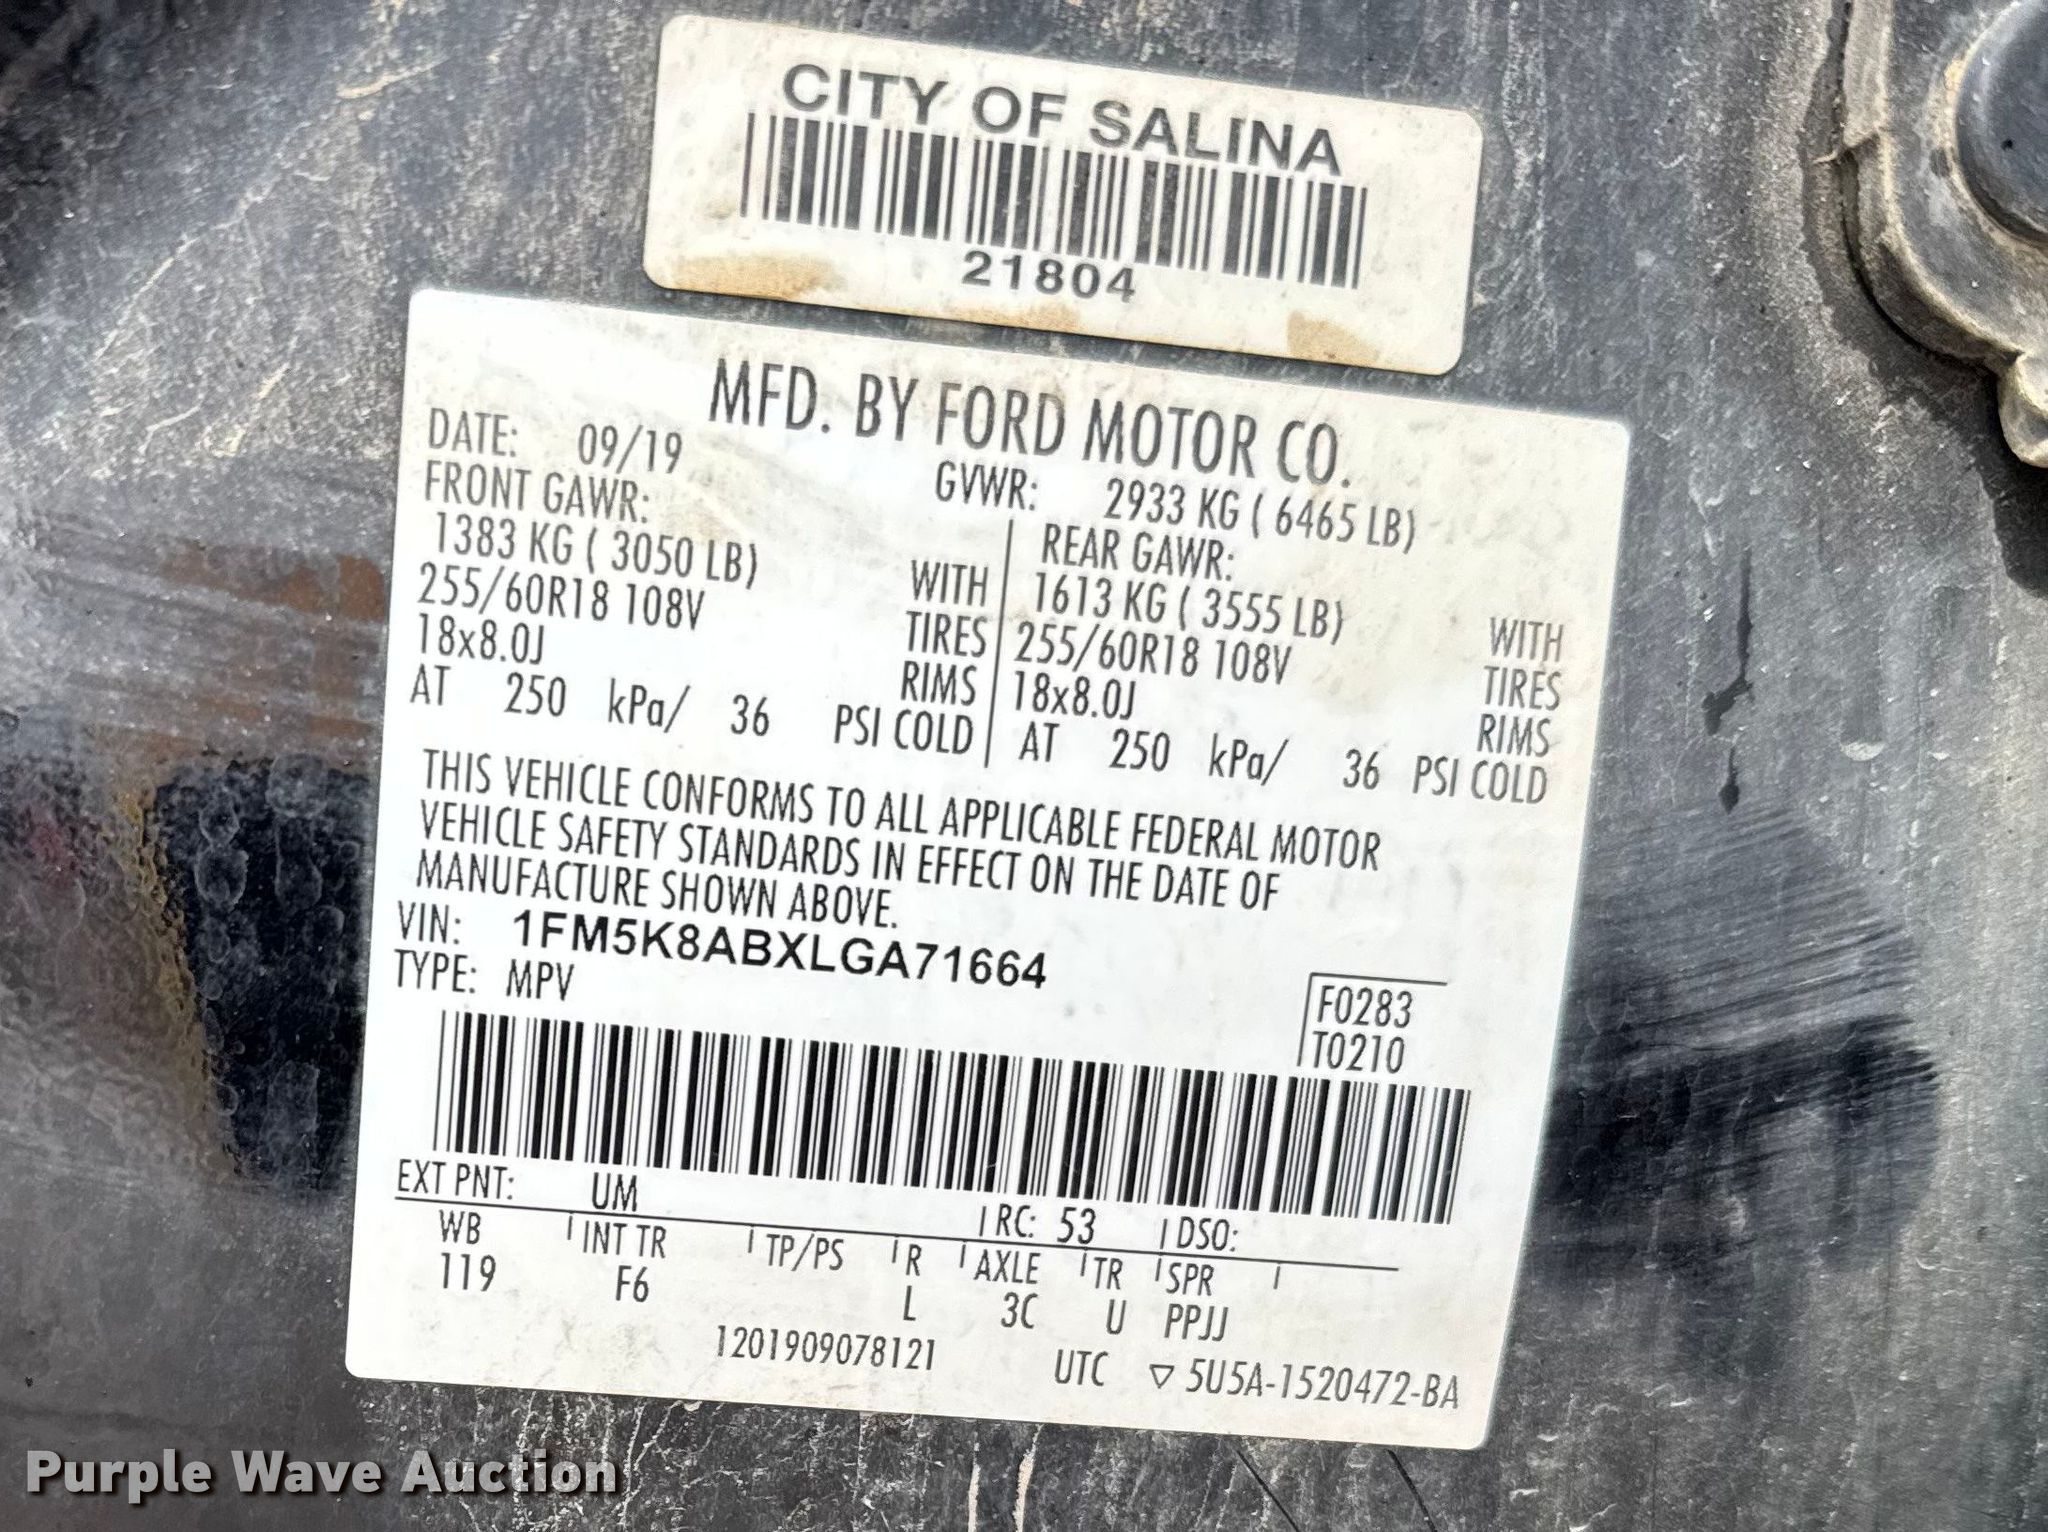 CITY OF SALINA
21804
MFD. BY FORD MOTOR CO.
DATE: 09/19 GVWR: 2933 KG ( 6465 LB)
FRONT GAWR: REAR GAWR:
1383 KG ( 3050 LB) WITH 1613 KG ( 3555 LB) WITH
255/60R18 108V TIRES 255/60R18 108V TIRES
18x8.0J RIMS 18x8.0J RIMS
AT 250 kPa/ 36 PSI COLD AT 250 kPa/ 36 PSI COLD
THIS VEHICLE CONFORMS TO ALL APPLICABLE FEDERAL MOTOR
VEHICLE SAFETY STANDARDS IN EFFECT ON THE DATE OF
MANUFACTURE SHOWN ABOVE.
VIN: 1FM5K8ABXLGA71664
TYPE: MPV
F0283
T0210
EXT PNT: UM RC: 53 DSO:
WB INT TR TP/PS R AXLE TR SPR
119 F6 L 3C U PPJJ
1201909078121 UTC ▽ 5U5A-1520472-BA
Purple Wave Auction